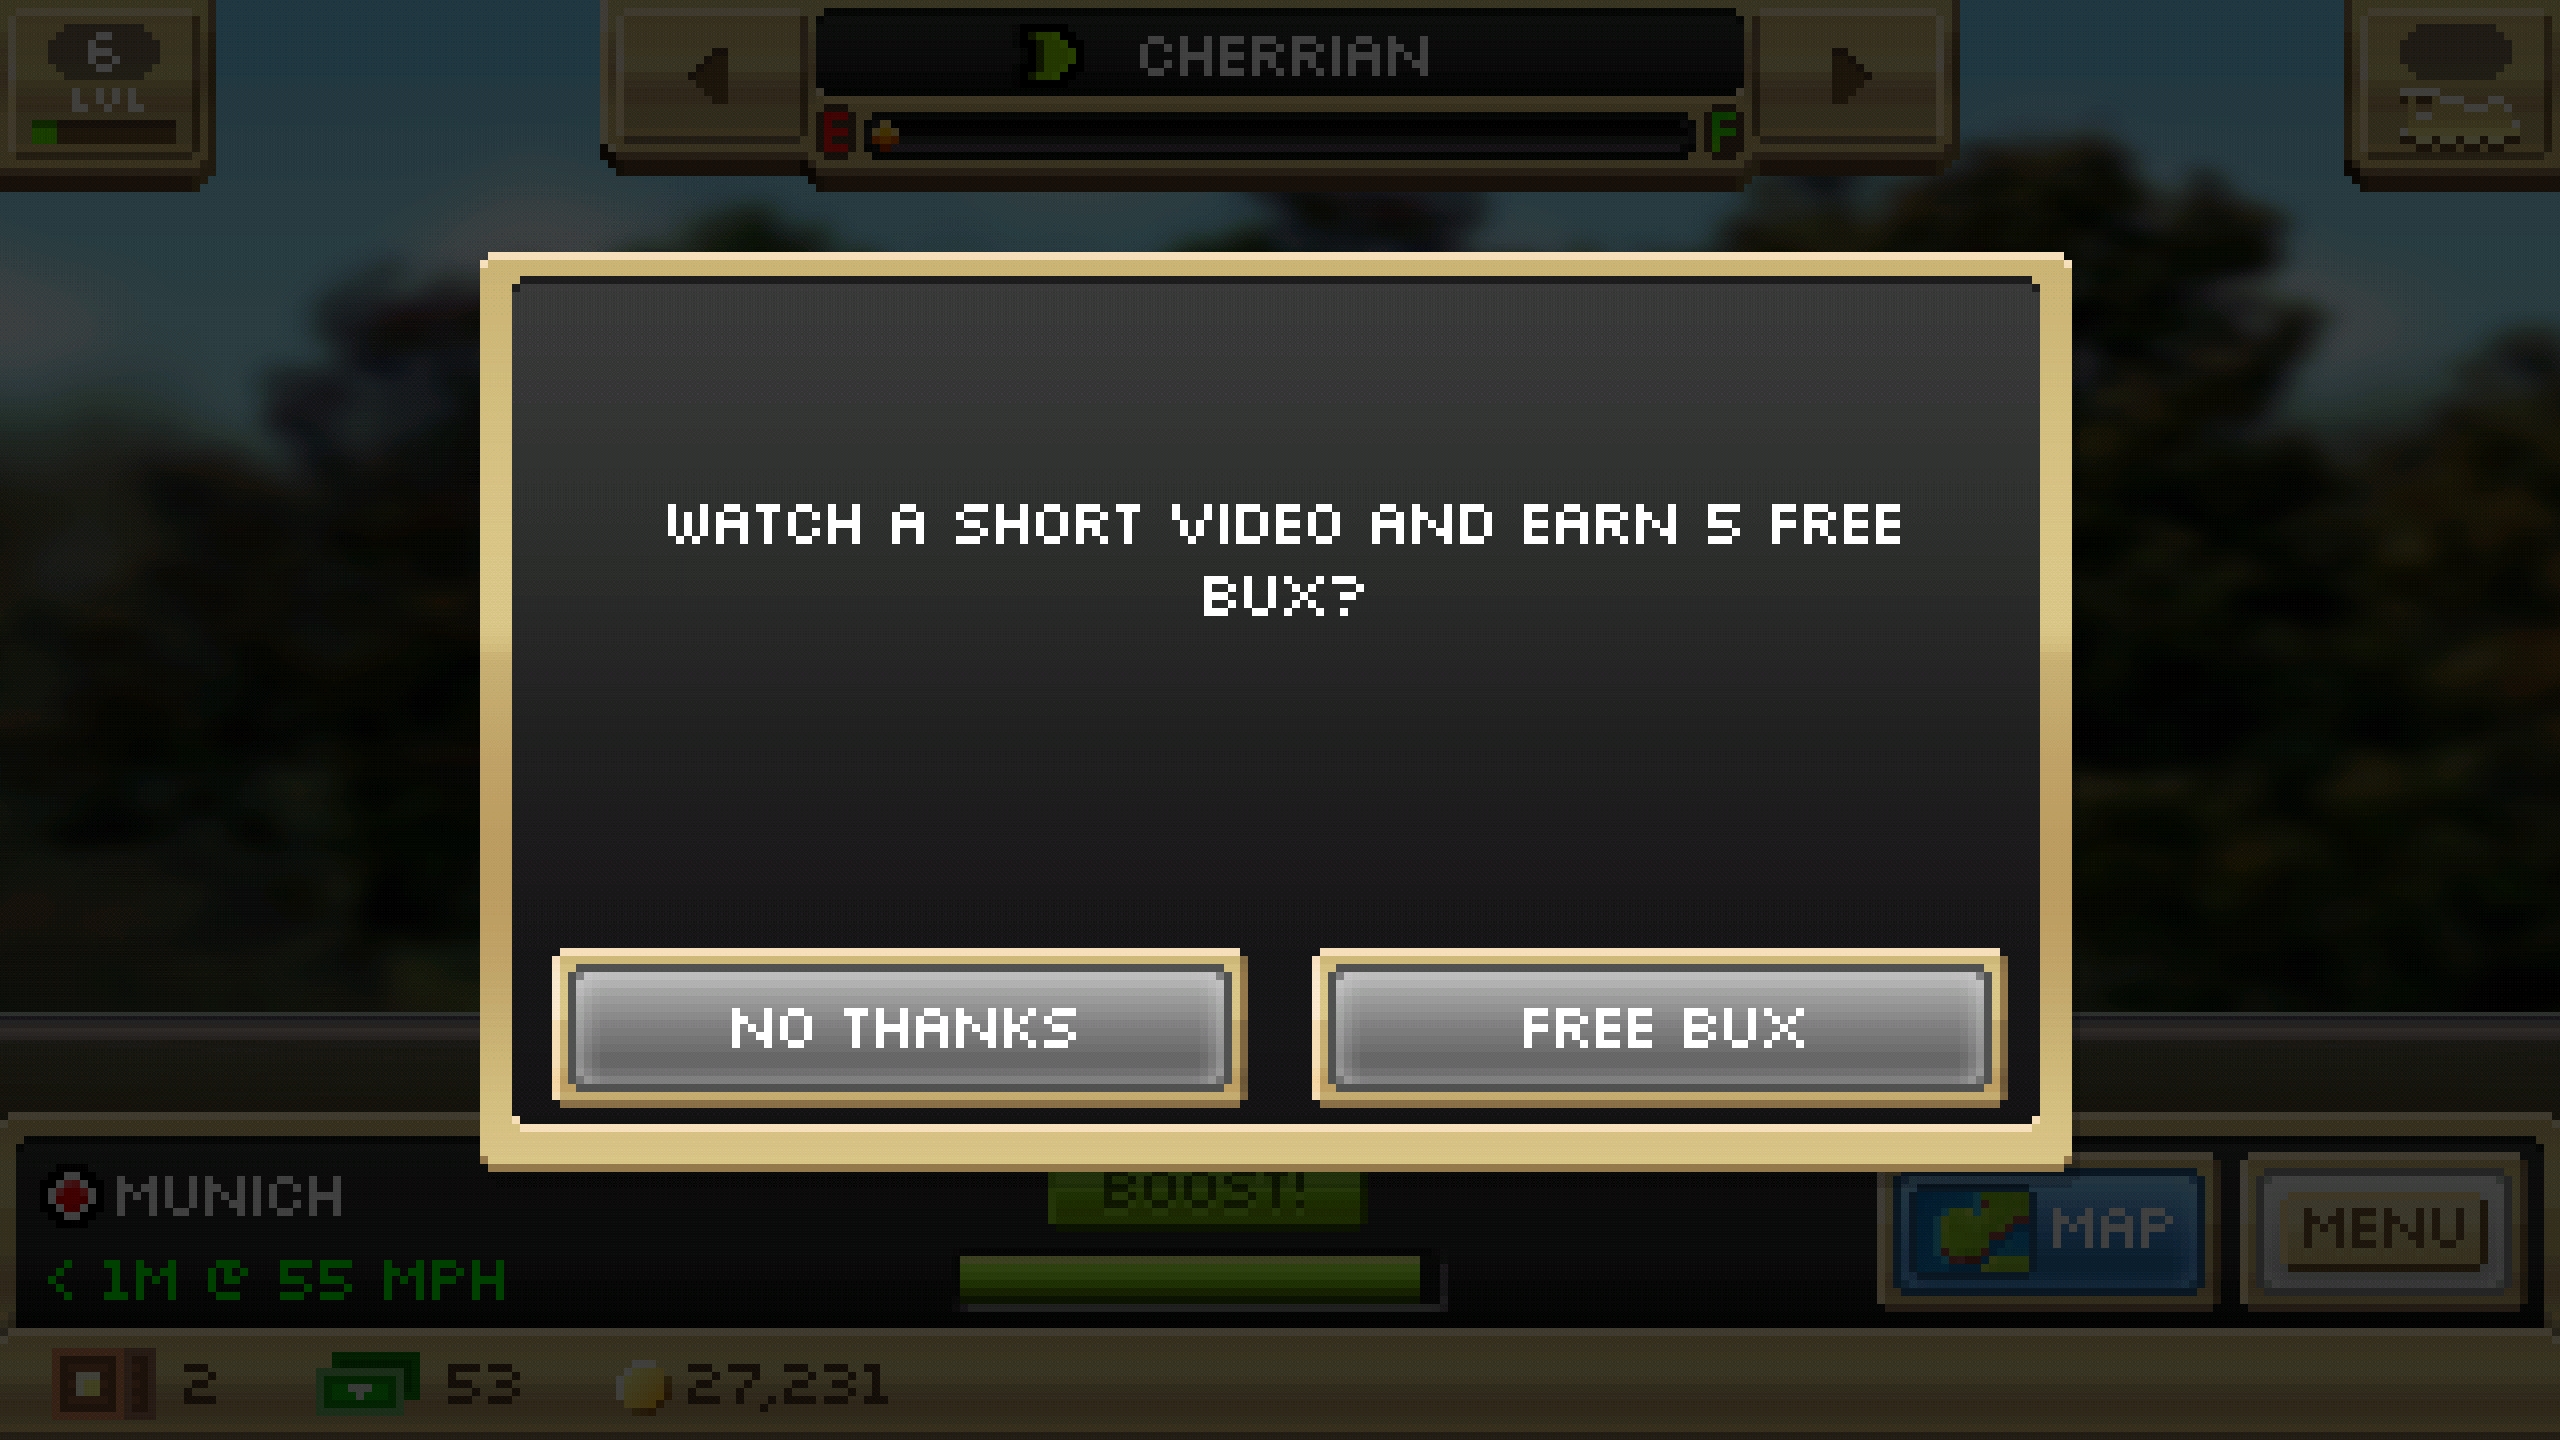 6
LVL
CHERRIAN
E F
WATCH A SHORT VIDEO AND EARN 5 FREE
BUX?
NO THANKS
FREE BUX
MUNICH
BOOST!
MAP
MENU
< 1M @ 55 MPH
2
53
27,231